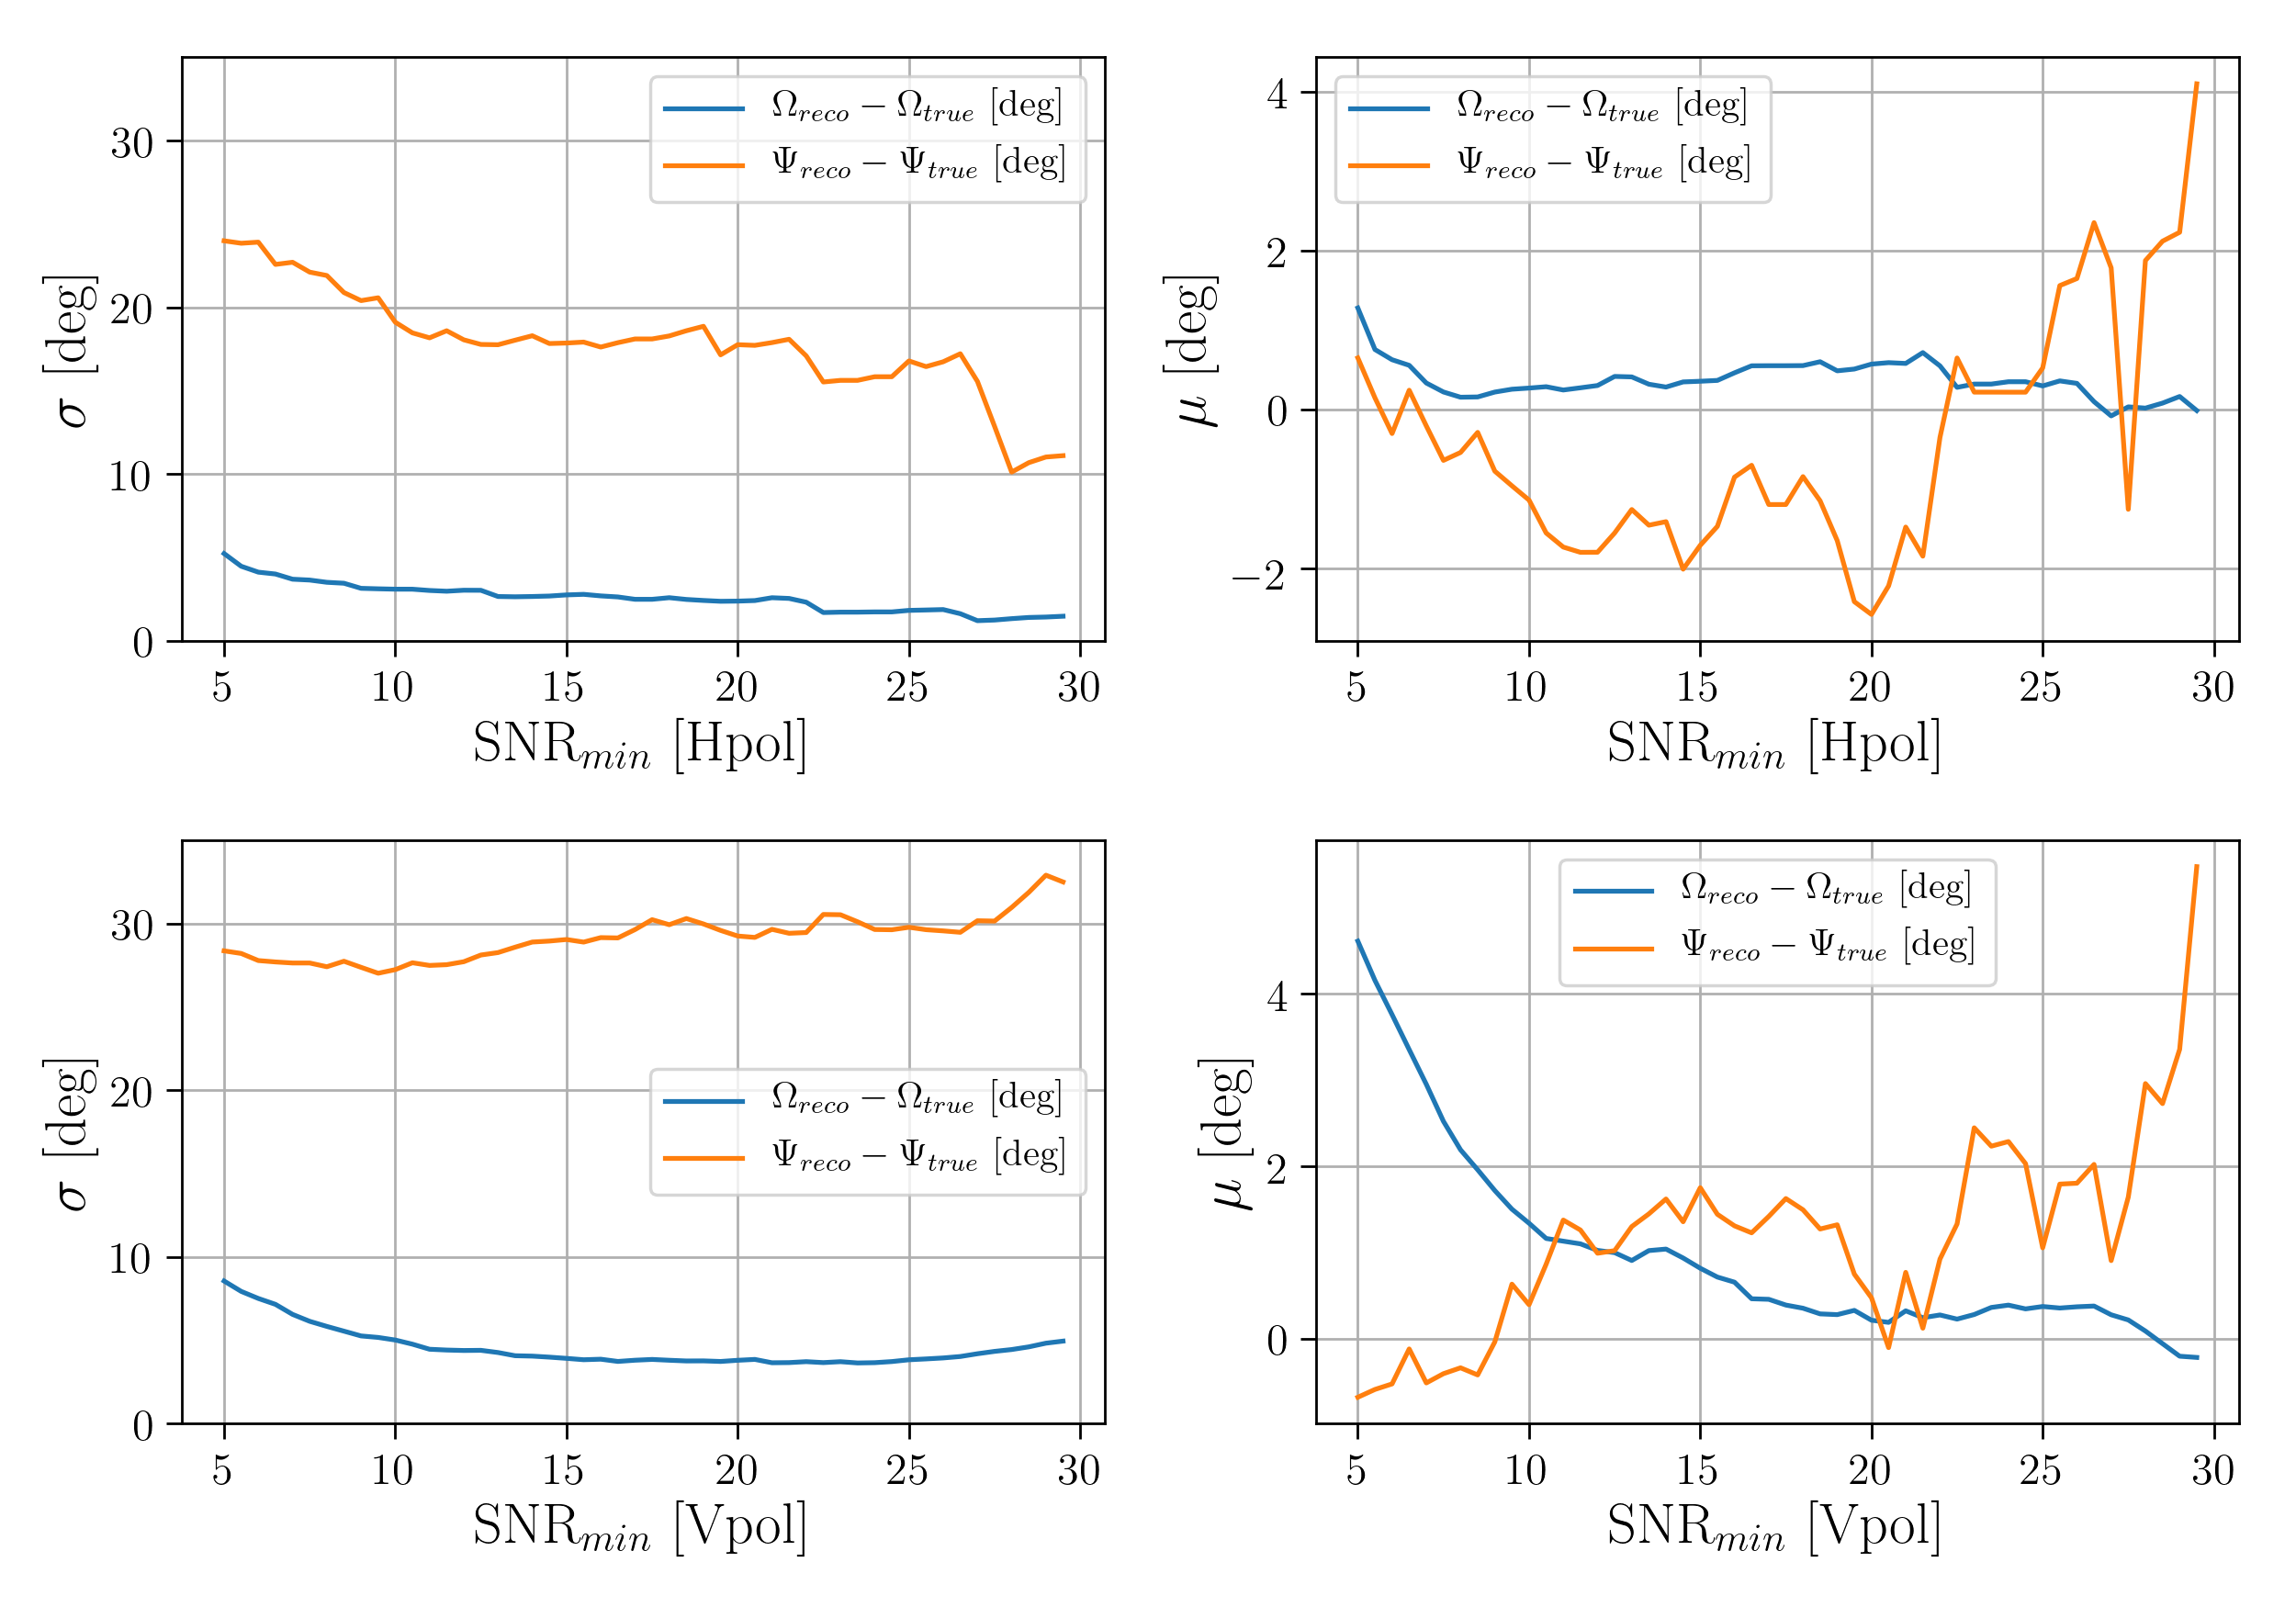 σ [deg]
30
20
10
0
Ω_reco − Ω_true [deg]
Ψ_reco − Ψ_true [deg]
5 10 15 20 25 30
SNR_min [Hpol]
μ [deg]
4
2
0
−2
Ω_reco − Ω_true [deg]
Ψ_reco − Ψ_true [deg]
5 10 15 20 25 30
SNR_min [Hpol]
σ [deg]
30
20
10
0
Ω_reco − Ω_true [deg]
Ψ_reco − Ψ_true [deg]
5 10 15 20 25 30
SNR_min [Vpol]
μ [deg]
4
2
0
Ω_reco − Ω_true [deg]
Ψ_reco − Ψ_true [deg]
5 10 15 20 25 30
SNR_min [Vpol]